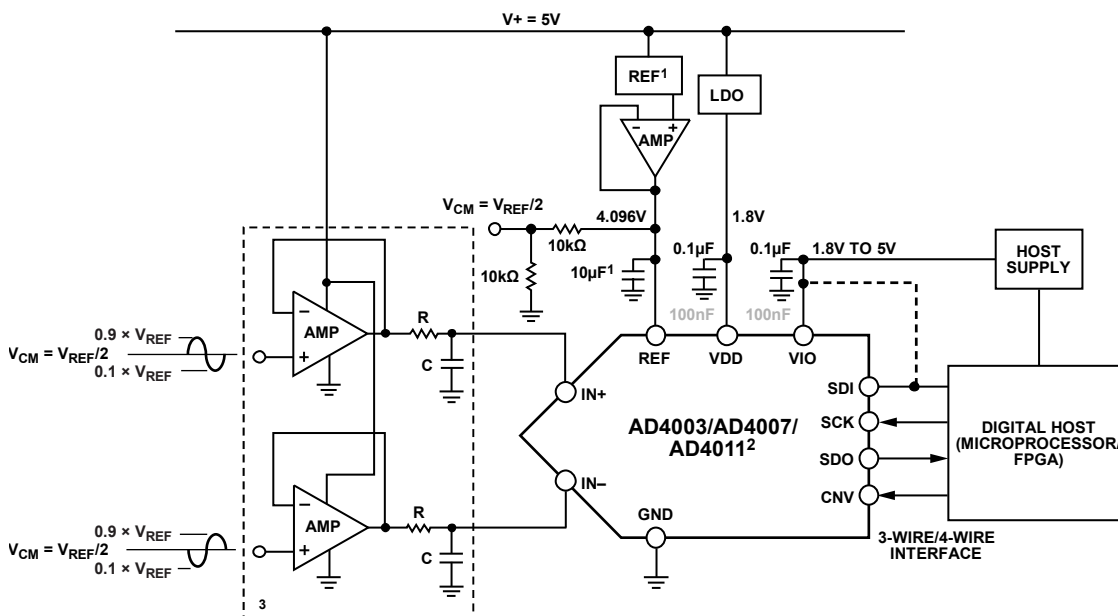 V+ = 5V
REF1
LDO
AMP
− +
VCM = VREF/2
4.096V
1.8V
10kΩ
10kΩ
10µF1
0.1µF
0.1µF
1.8V TO 5V
HOST
SUPPLY
100nF
100nF
REF
VDD
VIO
0.9 × VREF
VCM = VREF/2
0.1 × VREF
−
AMP
+
R
C
IN+
AD4003/AD4007/
AD40112
SDI
SCK
SDO
CNV
DIGITAL HOST
(MICROPROCESSOR/
FPGA)
IN−
GND
3-WIRE/4-WIRE
INTERFACE
0.9 × VREF
VCM = VREF/2
0.1 × VREF
−
AMP
+
R
C
3